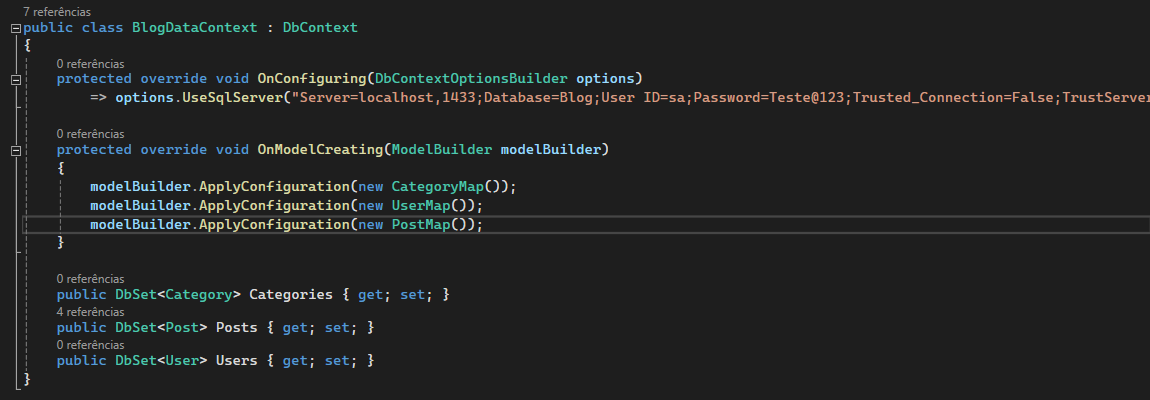 7 referências
public class BlogDataContext : DbContext
{
0 referências
protected override void OnConfiguring(DbContextOptionsBuilder options)
=> options.UseSqlServer("Server=localhost,1433;Database=Blog;User ID=sa;Password=Teste@123;Trusted_Connection=False;TrustServer
0 referências
protected override void OnModelCreating(ModelBuilder modelBuilder)
{
modelBuilder.ApplyConfiguration(new CategoryMap());
modelBuilder.ApplyConfiguration(new UserMap());
modelBuilder.ApplyConfiguration(new PostMap());
}
0 referências
public DbSet<Category> Categories { get; set; }
4 referências
public DbSet<Post> Posts { get; set; }
0 referências
public DbSet<User> Users { get; set; }
}